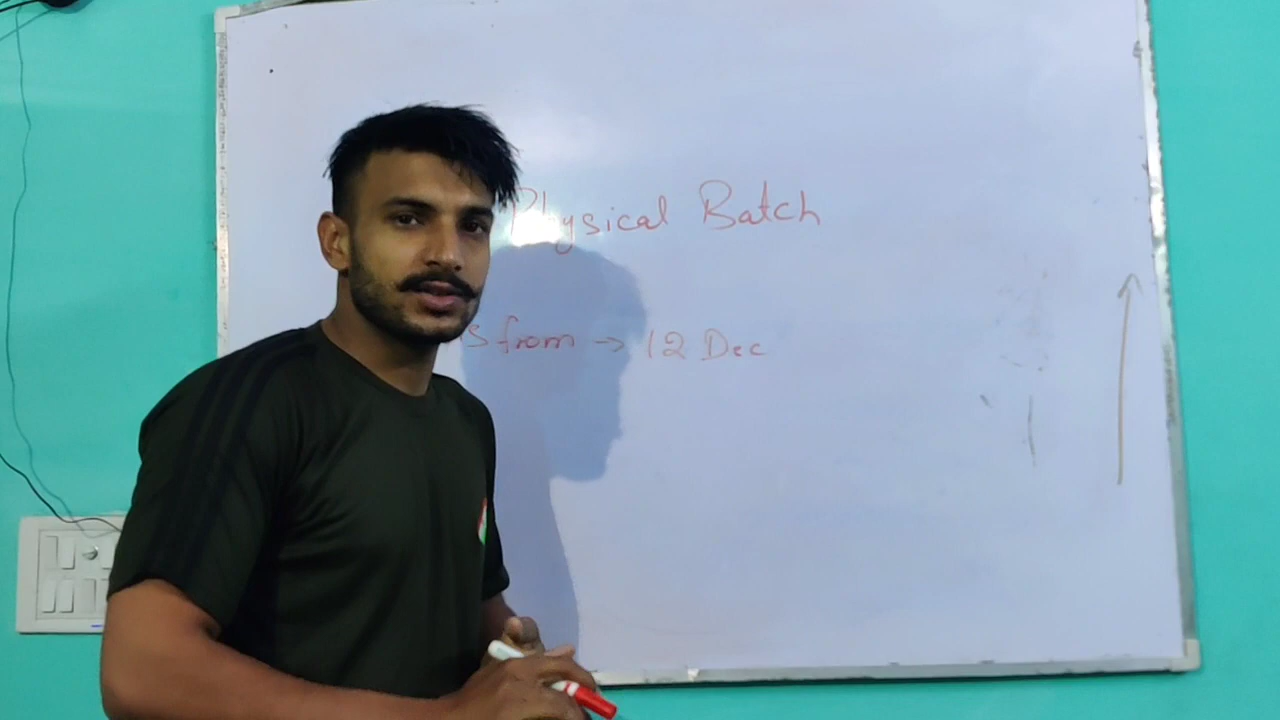 Physical Batch
from → 12 Dec